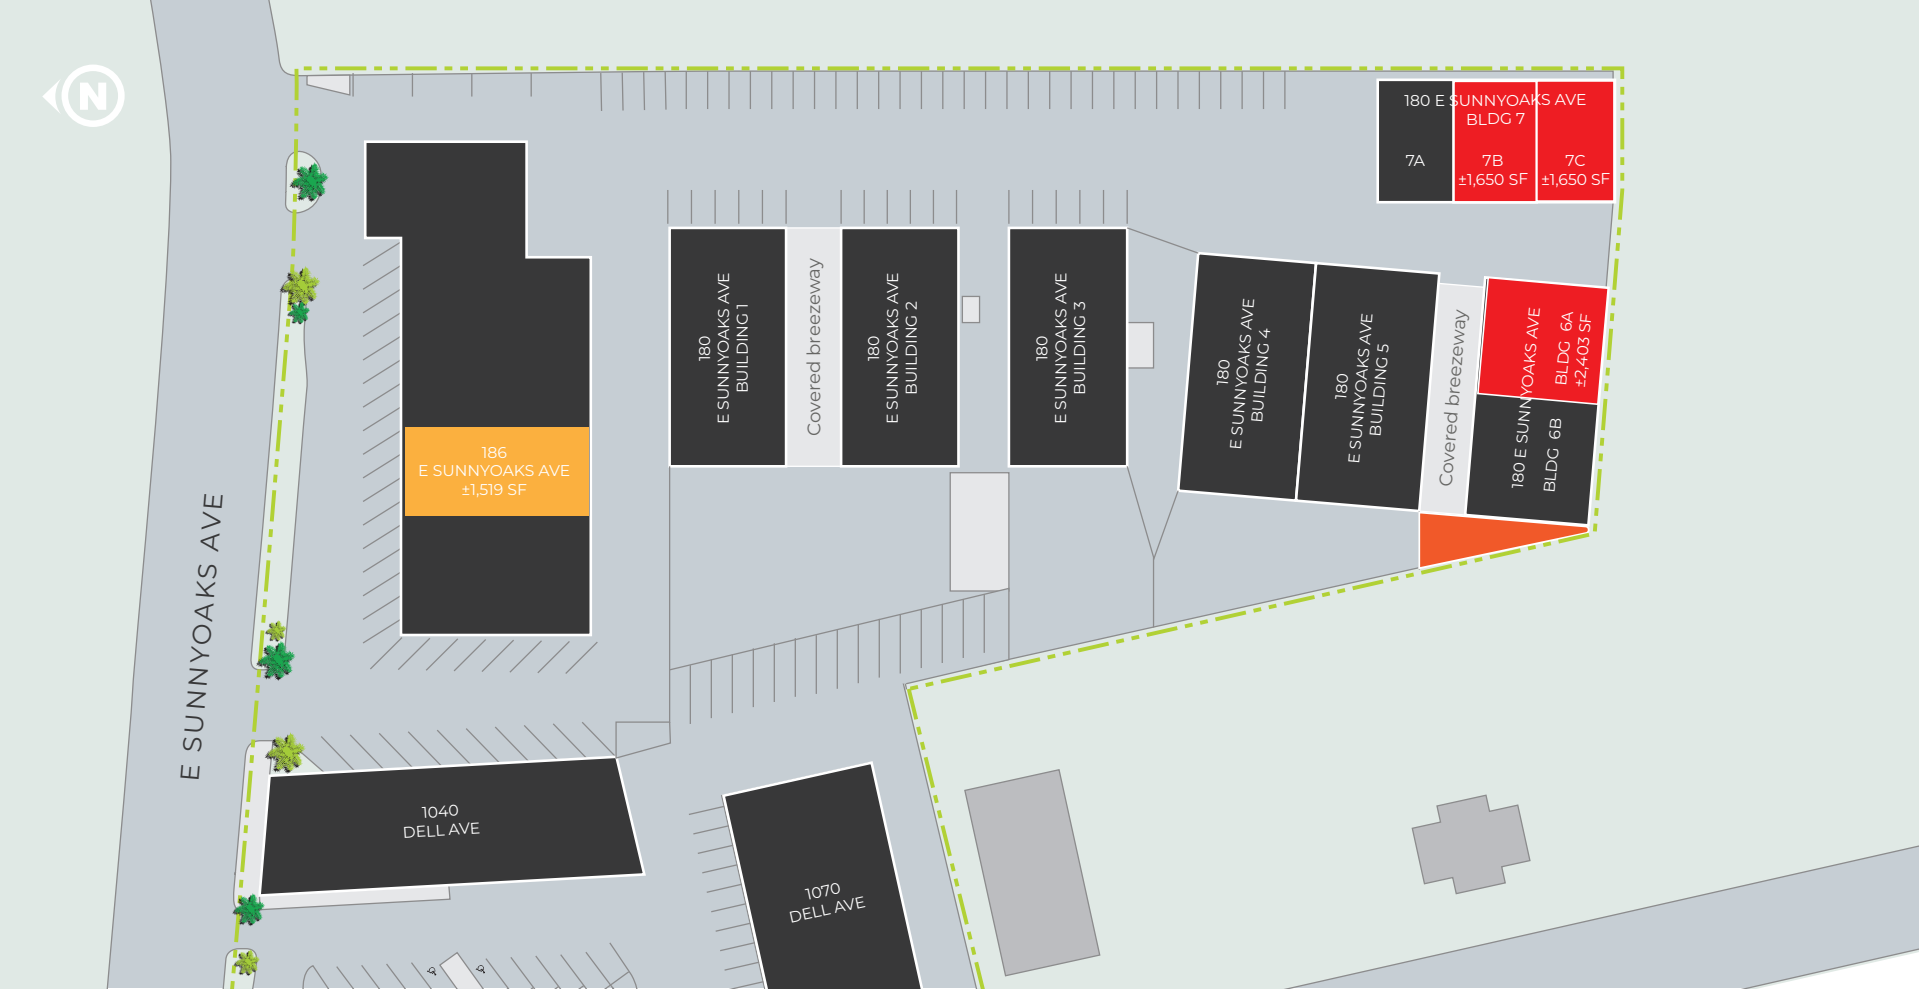 N
180 E SUNNYOAKS AVE
BLDG 7
7A
7B
±1,650 SF
7C
±1,650 SF
180
E SUNNYOAKS AVE
BUILDING 1
Covered breezeway
180
E SUNNYOAKS AVE
BUILDING 2
180
E SUNNYOAKS AVE
BUILDING 3
180
E SUNNYOAKS AVE
BUILDING 4
180
E SUNNYOAKS AVE
BUILDING 5
Covered breezeway
180 E SUNNYOAKS AVE
BLDG 6A
±2,403 SF
BLDG 6B
186
E SUNNYOAKS AVE
±1,519 SF
E SUNNYOAKS AVE
1040
DELL AVE
1070
DELL AVE